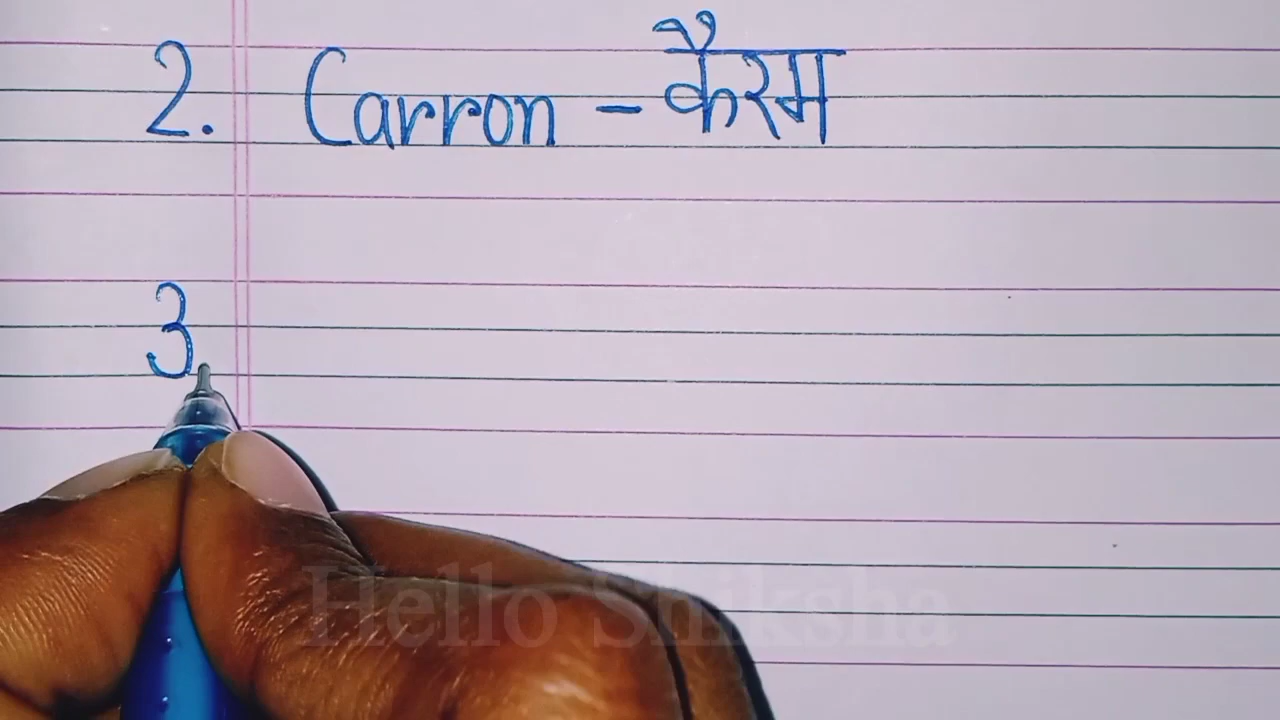 2. Carron - कैरम
3.
Hello Shiksha